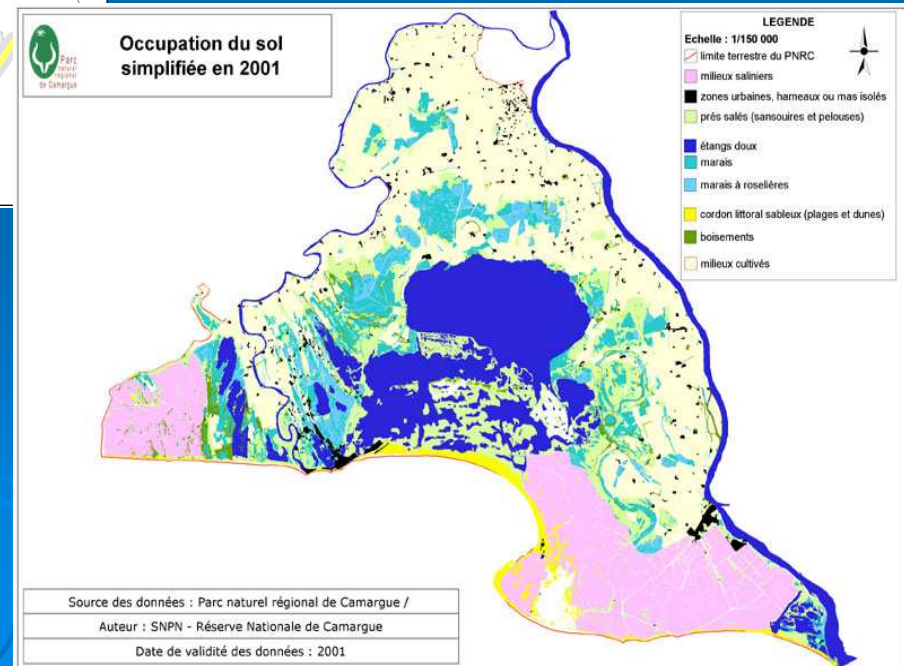 Parc
naturel
régional
de Camargue
Occupation du sol
simplifiée en 2001
LEGENDE
Echelle : 1/150 000
limite terrestre du PNRC
milieux saliniers
zones urbaines, hameaux ou mas isolés
prés salés (sansouires et pelouses)
étangs doux
marais
marais à roselières
cordon littoral sableux (plages et dunes)
boisements
milieux cultivés
Source des données : Parc naturel régional de Camargue /
Auteur : SNPN - Réserve Nationale de Camargue
Date de validité des données : 2001